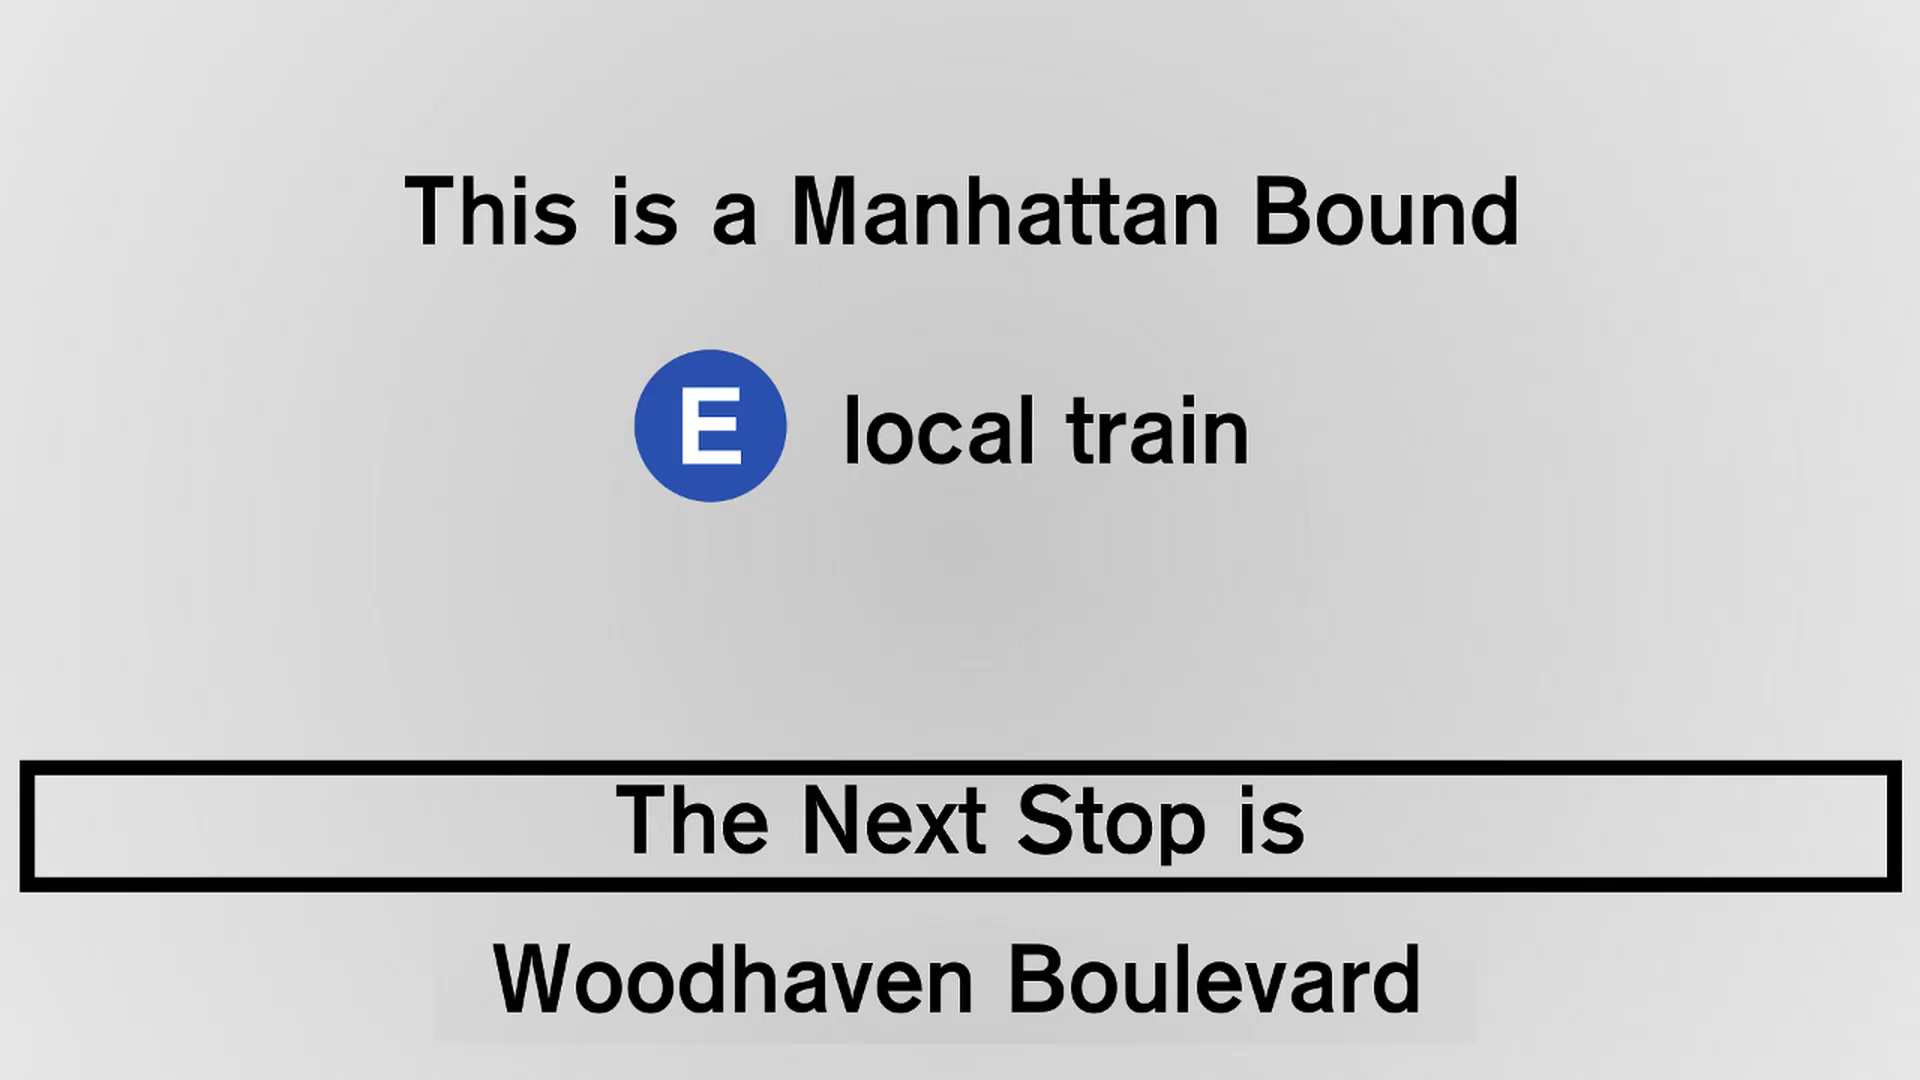 This is a Manhattan Bound
E local train
The Next Stop is
Woodhaven Boulevard